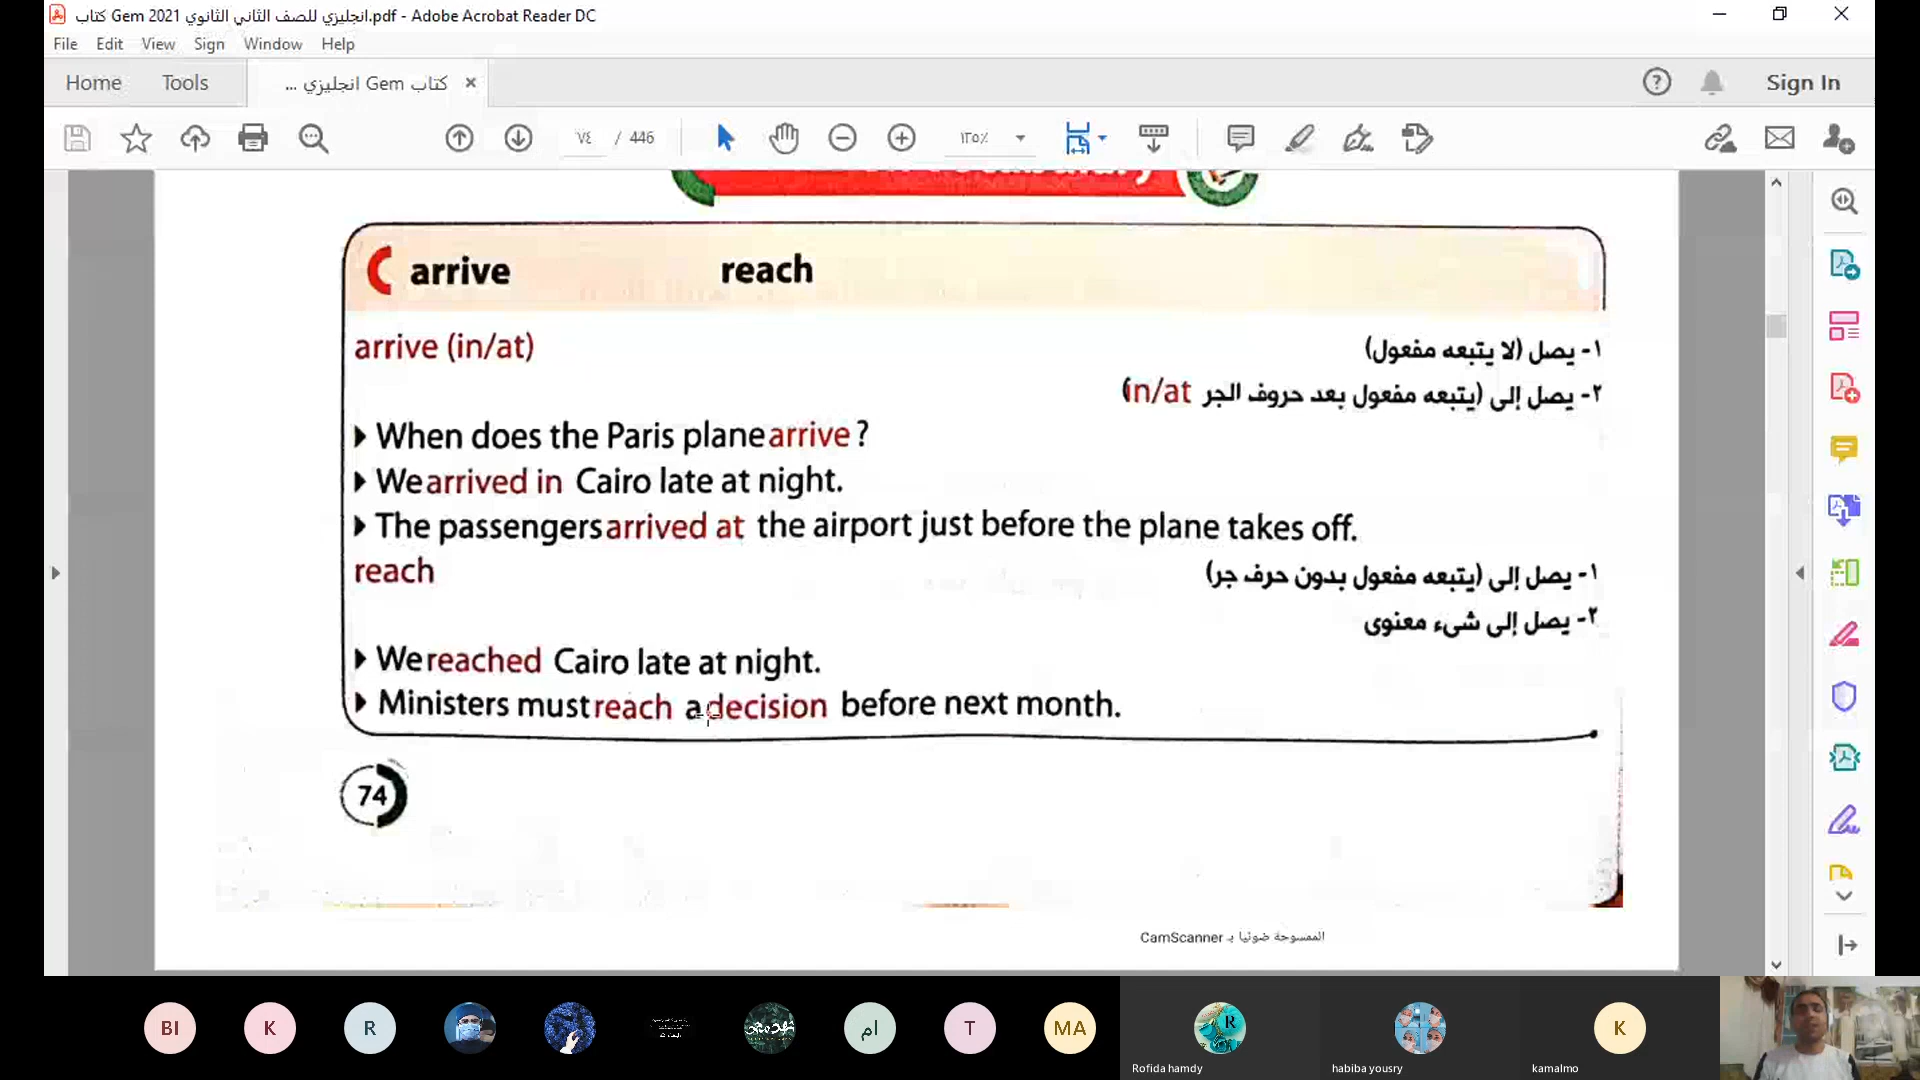 كتاب Gem 2021 انجليزي للصف الثاني الثانوي.pdf - Adobe Acrobat Reader DC
File Edit View Sign Window Help
Home Tools كتاب Gem انجليزي ... Sign In
٧٤ / 446 ١٢٥٪
arrive reach
arrive (in/at) ١- يصل (لا يتبعه مفعول)
٢- يصل إلى (يتبعه مفعول بعد حروف الجر in/at)
When does the Paris plane arrive ?
We arrived in Cairo late at night.
The passengers arrived at the airport just before the plane takes off.
reach ١- يصل إلى (يتبعه مفعول بدون حرف جر)
٢- يصل إلى شىء معنوى
We reached Cairo late at night.
Ministers must reach a decision before next month.
74
الممسوحة ضوئيا بـ CamScanner
BI K R ام T MA R K
Rofida hamdy habiba yousry kamalmo